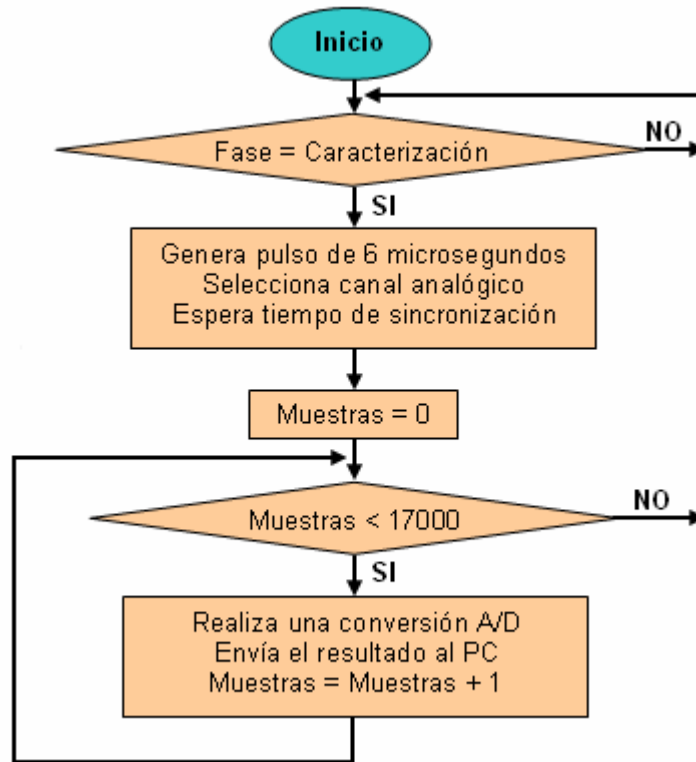 Inicio
Fase = Caracterización
NO
SI
Genera pulso de 6 microsegundos
Selecciona canal analógico
Espera tiempo de sincronización
Muestras = 0
Muestras < 17000
NO
SI
Realiza una conversión A/D
Envía el resultado al PC
Muestras = Muestras + 1